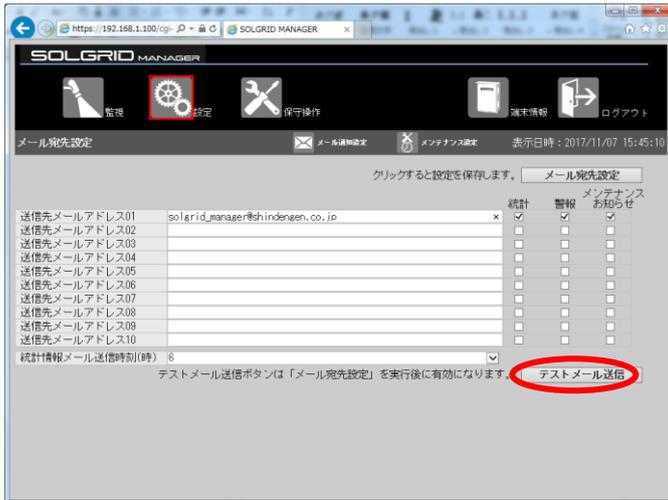 https://192.168.1.100/cgi-
SOLGRID MANAGER
SOLGRID MANAGER
監視
設定
保守操作
端末情報
ログアウト
メール宛先設定
メール通知設定
メンテナンス設定
表示日時：2017/11/07 15:45:10
クリックすると設定を保存します。
メール宛先設定
統計
警報
メンテナンス
お知らせ
送信先メールアドレス01 solgrid_manager@shindengen.co.jp
送信先メールアドレス02
送信先メールアドレス03
送信先メールアドレス04
送信先メールアドレス05
送信先メールアドレス06
送信先メールアドレス07
送信先メールアドレス08
送信先メールアドレス09
送信先メールアドレス10
統計情報メール送信時刻(時) 6
テストメール送信ボタンは「メール宛先設定」を実行後に有効になります。
テストメール送信